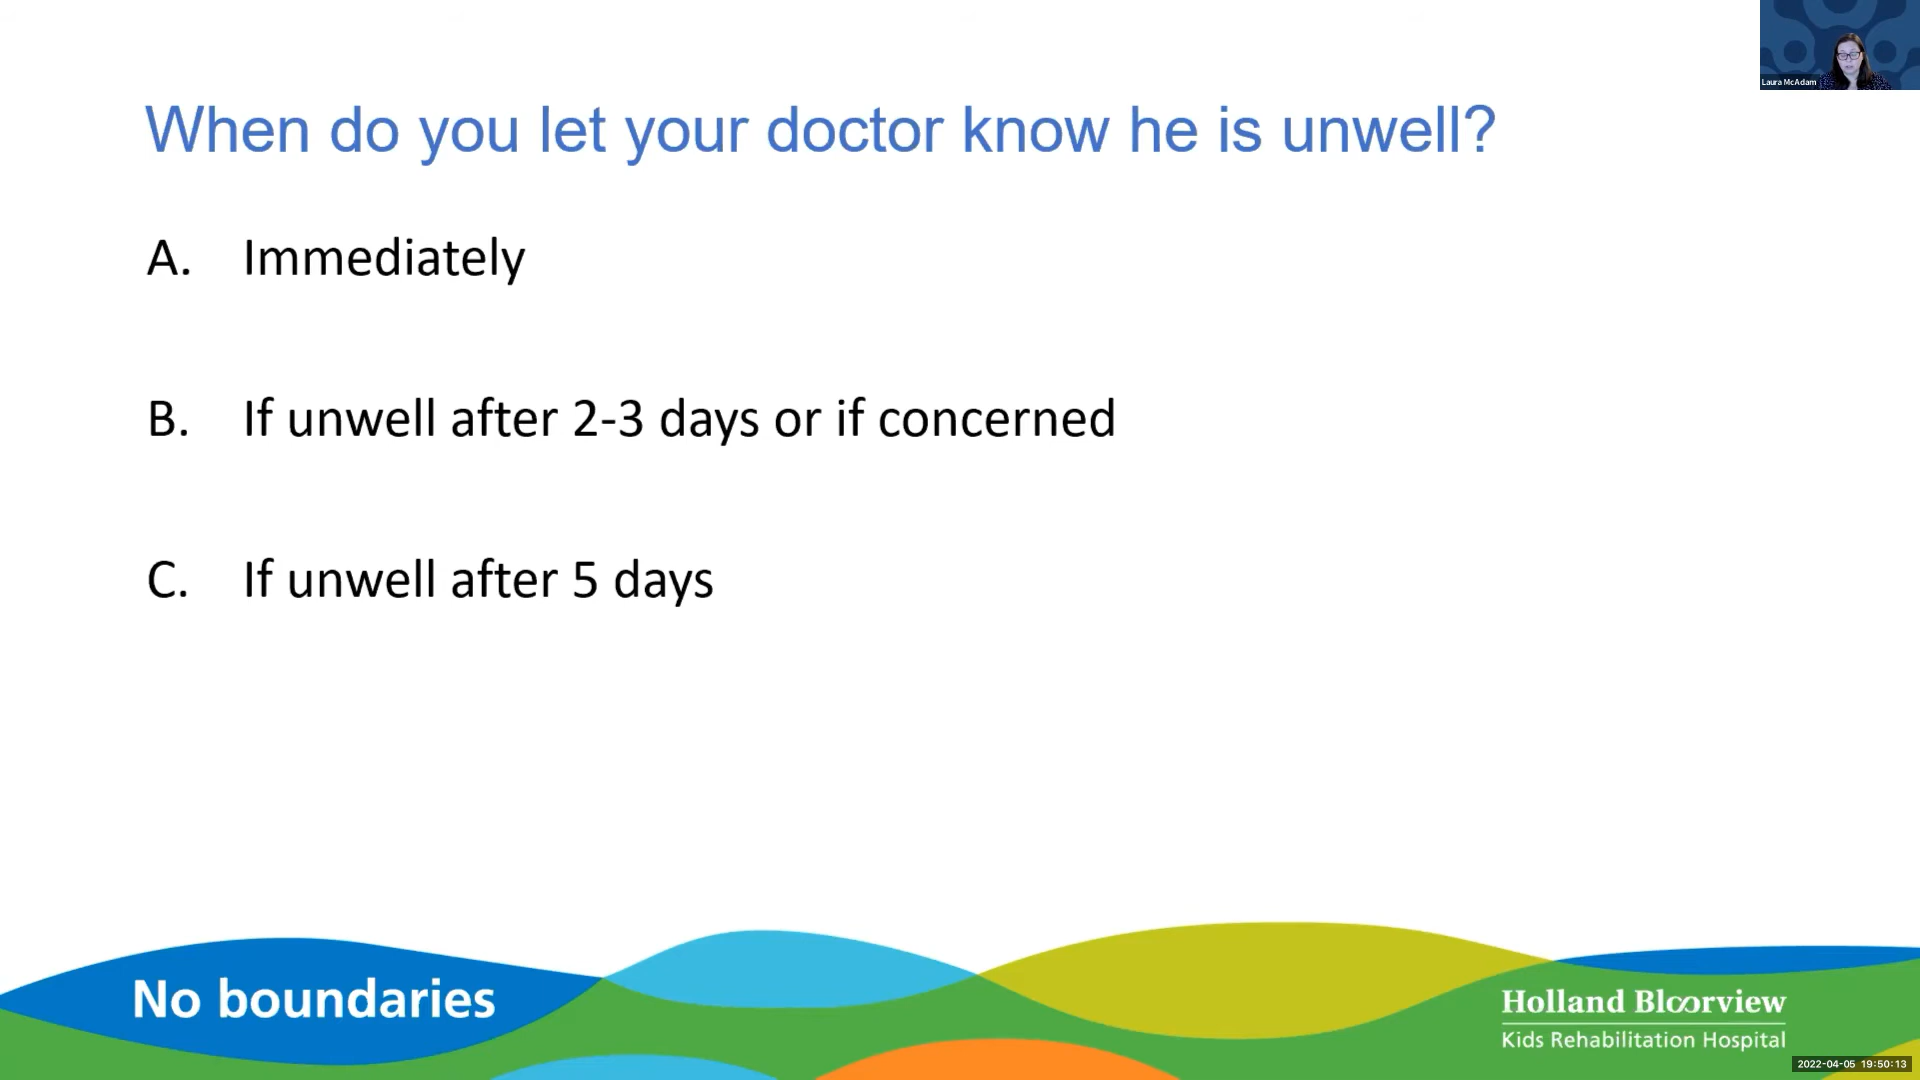 Laura McAdam
When do you let your doctor know he is unwell?
A. Immediately
B. If unwell after 2-3 days or if concerned
C. If unwell after 5 days
No boundaries
Holland Bloorview
Kids Rehabilitation Hospital
2022-04-05 19:50:13